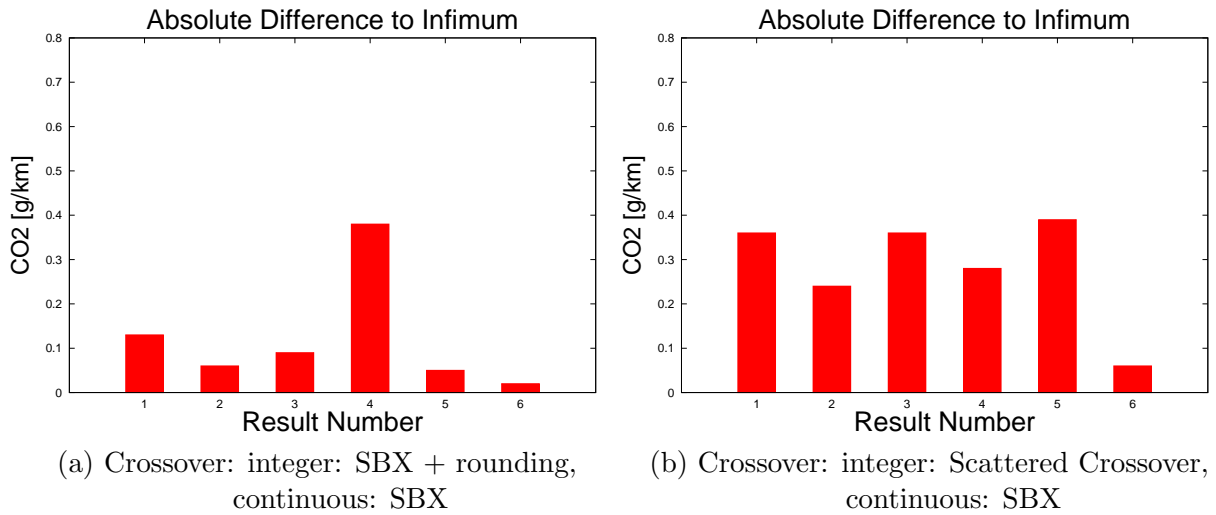 Absolute Difference to Infimum
CO2 [g/km]
0.8
0.7
0.6
0.5
0.4
0.3
0.2
0.1
0
1 2 3 4 5 6
Result Number
(a) Crossover: integer: SBX + rounding,
continuous: SBX
Absolute Difference to Infimum
CO2 [g/km]
0.8
0.7
0.6
0.5
0.4
0.3
0.2
0.1
0
1 2 3 4 5 6
Result Number
(b) Crossover: integer: Scattered Crossover,
continuous: SBX